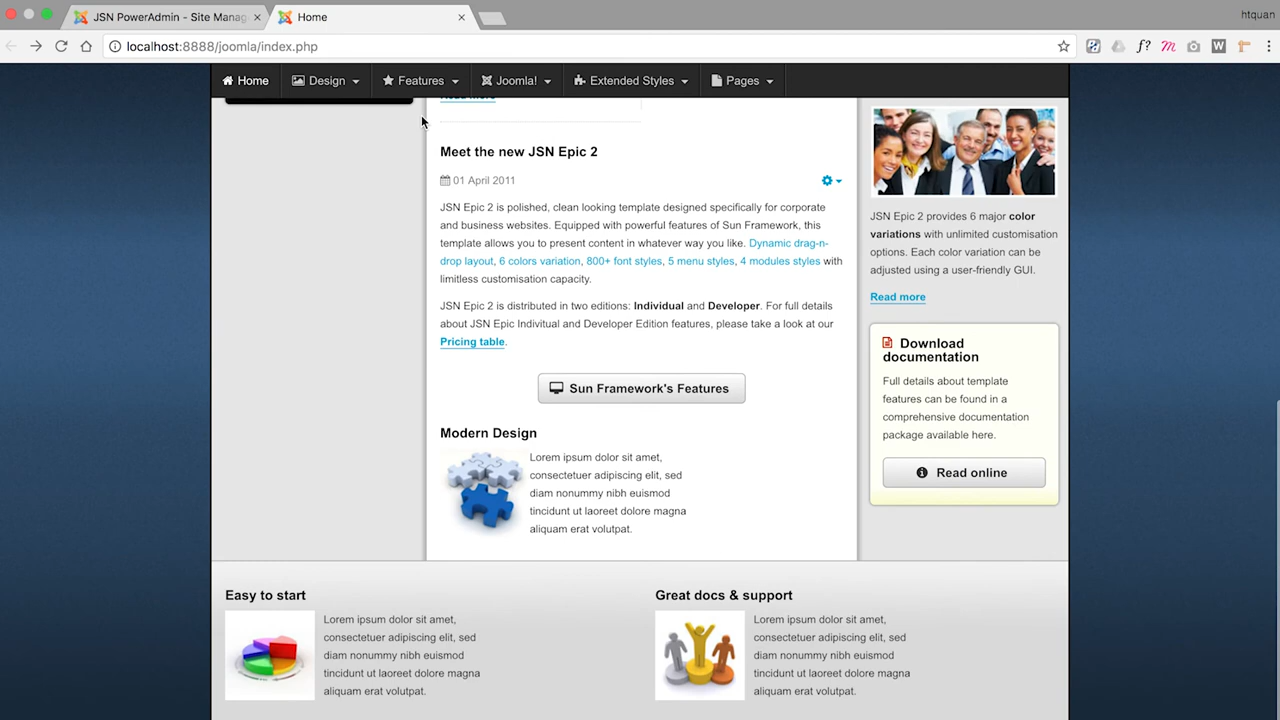 JSN PowerAdmin - Site Manag
Home
htquan
localhost:8888/joomla/index.php
f?
W
Home
Design
Features
Joomla!
Extended Styles
Pages
Read more
Meet the new JSN Epic 2
01 April 2011
JSN Epic 2 is polished, clean looking template designed specifically for corporate
and business websites. Equipped with powerful features of Sun Framework, this
template allows you to present content in whatever way you like. Dynamic drag-n-
drop layout, 6 colors variation, 800+ font styles, 5 menu styles, 4 modules styles with
limitless customisation capacity.
JSN Epic 2 is distributed in two editions: Individual and Developer. For full details
about JSN Epic Indivitual and Developer Edition features, please take a look at our
Pricing table.
Sun Framework's Features
Modern Design
Lorem ipsum dolor sit amet,
consectetuer adipiscing elit, sed
diam nonummy nibh euismod
tincidunt ut laoreet dolore magna
aliquam erat volutpat.
JSN Epic 2 provides 6 major color
variations with unlimited customisation
options. Each color variation can be
adjusted using a user-friendly GUI.
Read more
Download
documentation
Full details about template
features can be found in a
comprehensive documentation
package available here.
Read online
Easy to start
Lorem ipsum dolor sit amet,
consectetuer adipiscing elit, sed
diam nonummy nibh euismod
tincidunt ut laoreet dolore magna
aliquam erat volutpat.
Great docs & support
Lorem ipsum dolor sit amet,
consectetuer adipiscing elit, sed
diam nonummy nibh euismod
tincidunt ut laoreet dolore magna
aliquam erat volutpat.